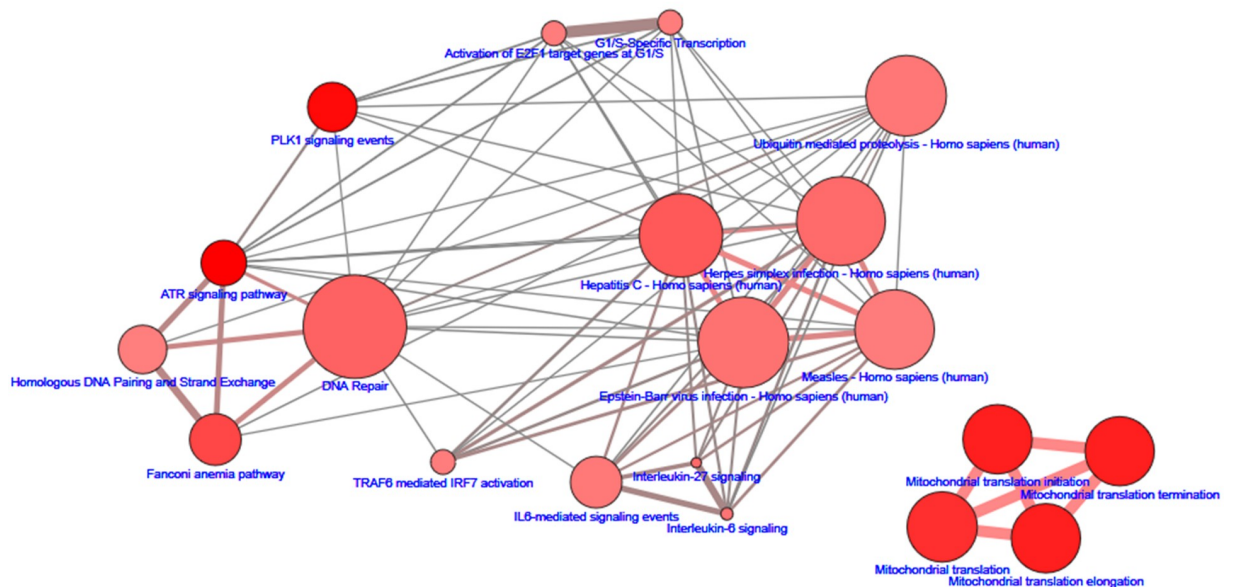 G1/S-Specific Transcription
Activation of E2F1 target genes at G1/S
PLK1 signaling events
Ubiquitin mediated proteolysis - Homo sapiens (human)
Herpes simplex infection - Homo sapiens (human)
Hepatitis C - Homo sapiens (human)
ATR signaling pathway
Homologous DNA Pairing and Strand Exchange
DNA Repair
Measles - Homo sapiens (human)
Epstein-Barr virus infection - Homo sapiens (human)
Fanconi anemia pathway
TRAF6 mediated IRF7 activation
Interleukin-27 signaling
IL6-mediated signaling events
Interleukin-6 signaling
Mitochondrial translation initiation
Mitochondrial translation termination
Mitochondrial translation
Mitochondrial translation elongation